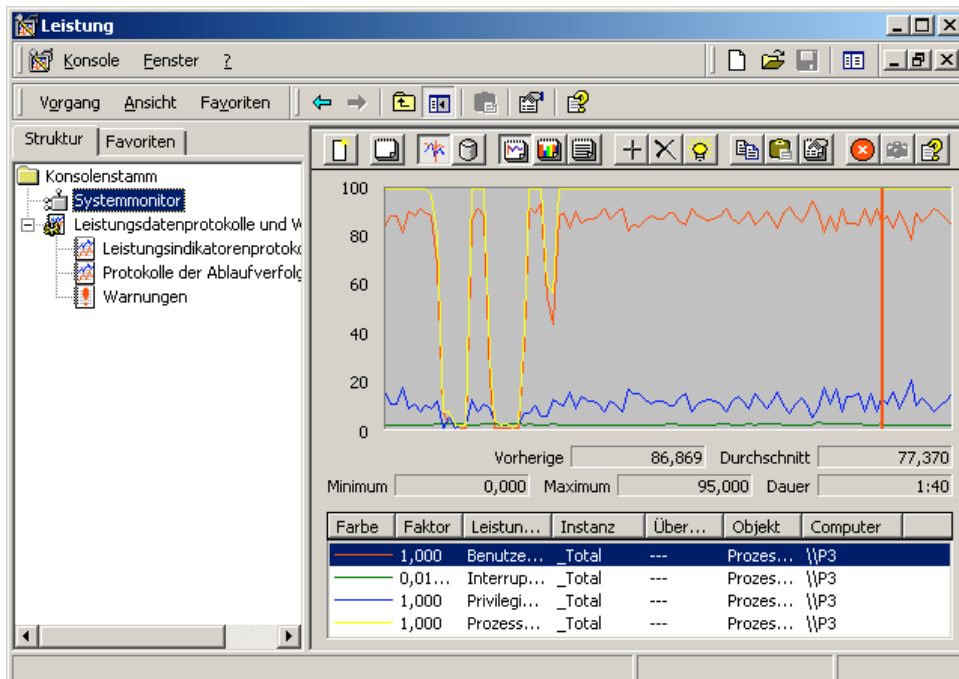 Leistung
Konsole Fenster ?
Vorgang Ansicht Favoriten
Struktur Favoriten
Konsolenstamm
Systemmonitor
Leistungsdatenprotokolle und W
Leistungsindikatorenprotoko
Protokolle der Ablaufverfolg
Warnungen
100
80
60
40
20
0
Vorherige 86,869 Durchschnitt 77,370
Minimum 0,000 Maximum 95,000 Dauer 1:40
Farbe Faktor Leistun... Instanz Über... Objekt Computer
1,000 Benutze... _Total --- Prozes... \\P3
0,01... Interrup... _Total --- Prozes... \\P3
1,000 Privilegi... _Total --- Prozes... \\P3
1,000 Prozess... _Total --- Prozes... \\P3